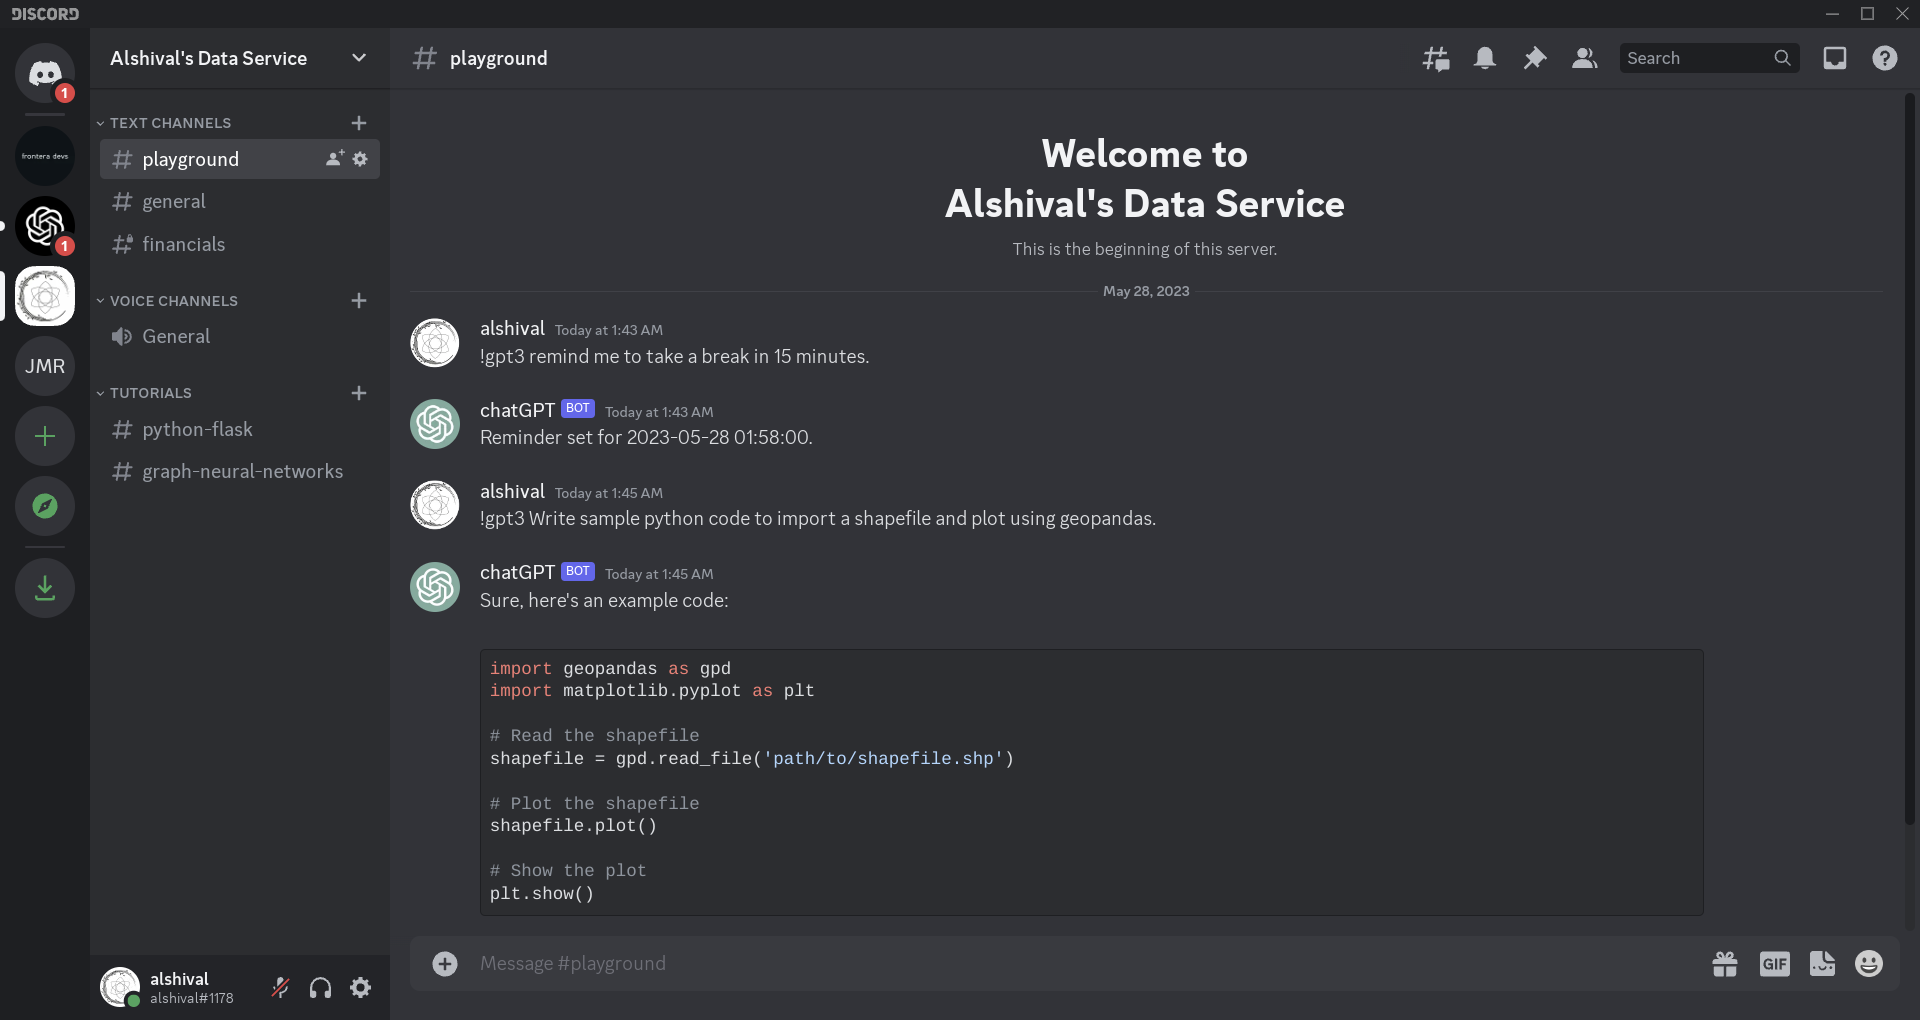 DISCORD
1
frontera devs
1
JMR
Alshival's Data Service
TEXT CHANNELS
playground
general
financials
VOICE CHANNELS
General
TUTORIALS
python-flask
graph-neural-networks
alshival
alshival#1178
playground
Search
Welcome to
Alshival's Data Service
This is the beginning of this server.
May 28, 2023
alshival Today at 1:43 AM
!gpt3 remind me to take a break in 15 minutes.
chatGPT BOT Today at 1:43 AM
Reminder set for 2023-05-28 01:58:00.
alshival Today at 1:45 AM
!gpt3 Write sample python code to import a shapefile and plot using geopandas.
chatGPT BOT Today at 1:45 AM
Sure, here's an example code:
import geopandas as gpd
import matplotlib.pyplot as plt
# Read the shapefile
shapefile = gpd.read_file('path/to/shapefile.shp')
# Plot the shapefile
shapefile.plot()
# Show the plot
plt.show()
Message #playground
GIF